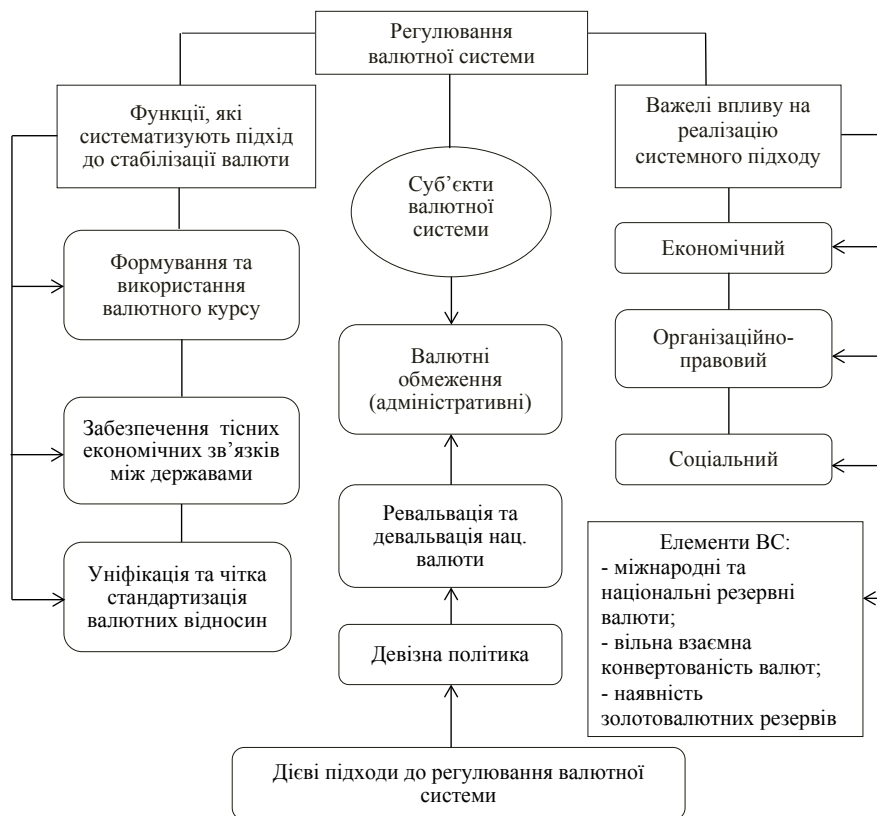 Регулювання
валютної системи
Функції, які
систематизують підхід
до стабілізації валюти
Формування та
використання
валютного курсу
Забезпечення тісних
економічних зв’язків
між державами
Уніфікація та чітка
стандартизація
валютних відносин
Суб’єкти
валютної
системи
Валютні
обмеження
(адміністративні)
Ревальвація та
девальвація нац.
валюти
Девізна політика
Дієві підходи до регулювання валютної
системи
Важелі впливу на
реалізацію
системного підходу
Економічний
Організаційно-
правовий
Соціальний
Елементи ВС:
- міжнародні та
національні резервні
валюти;
- вільна взаємна
конвертованість валют;
- наявність
золотовалютних резервів